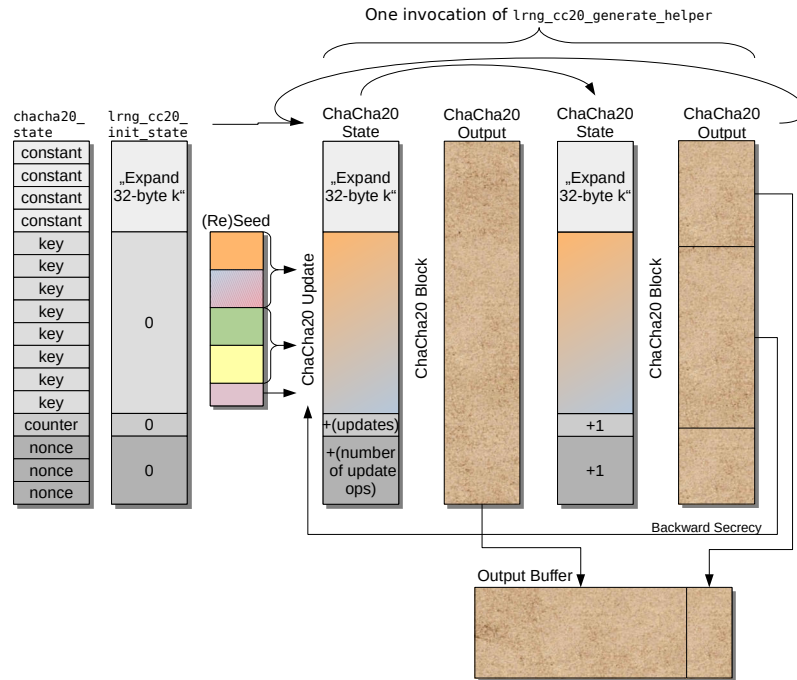 One invocation of lrng_cc20_generate_helper
chacha20_
state
lrng_cc20_
init_state
ChaCha20
State
ChaCha20
Output
ChaCha20
State
ChaCha20
Output
constant
constant
constant
constant
key
key
key
key
key
key
key
key
counter
nonce
nonce
nonce
„Expand
32-byte k“
0
0
0
(Re)Seed
ChaCha20 Update
„Expand
32-byte k“
+(updates)
+(number
of update
ops)
ChaCha20 Block
„Expand
32-byte k“
+1
+1
ChaCha20 Block
Backward Secrecy
Output Buffer